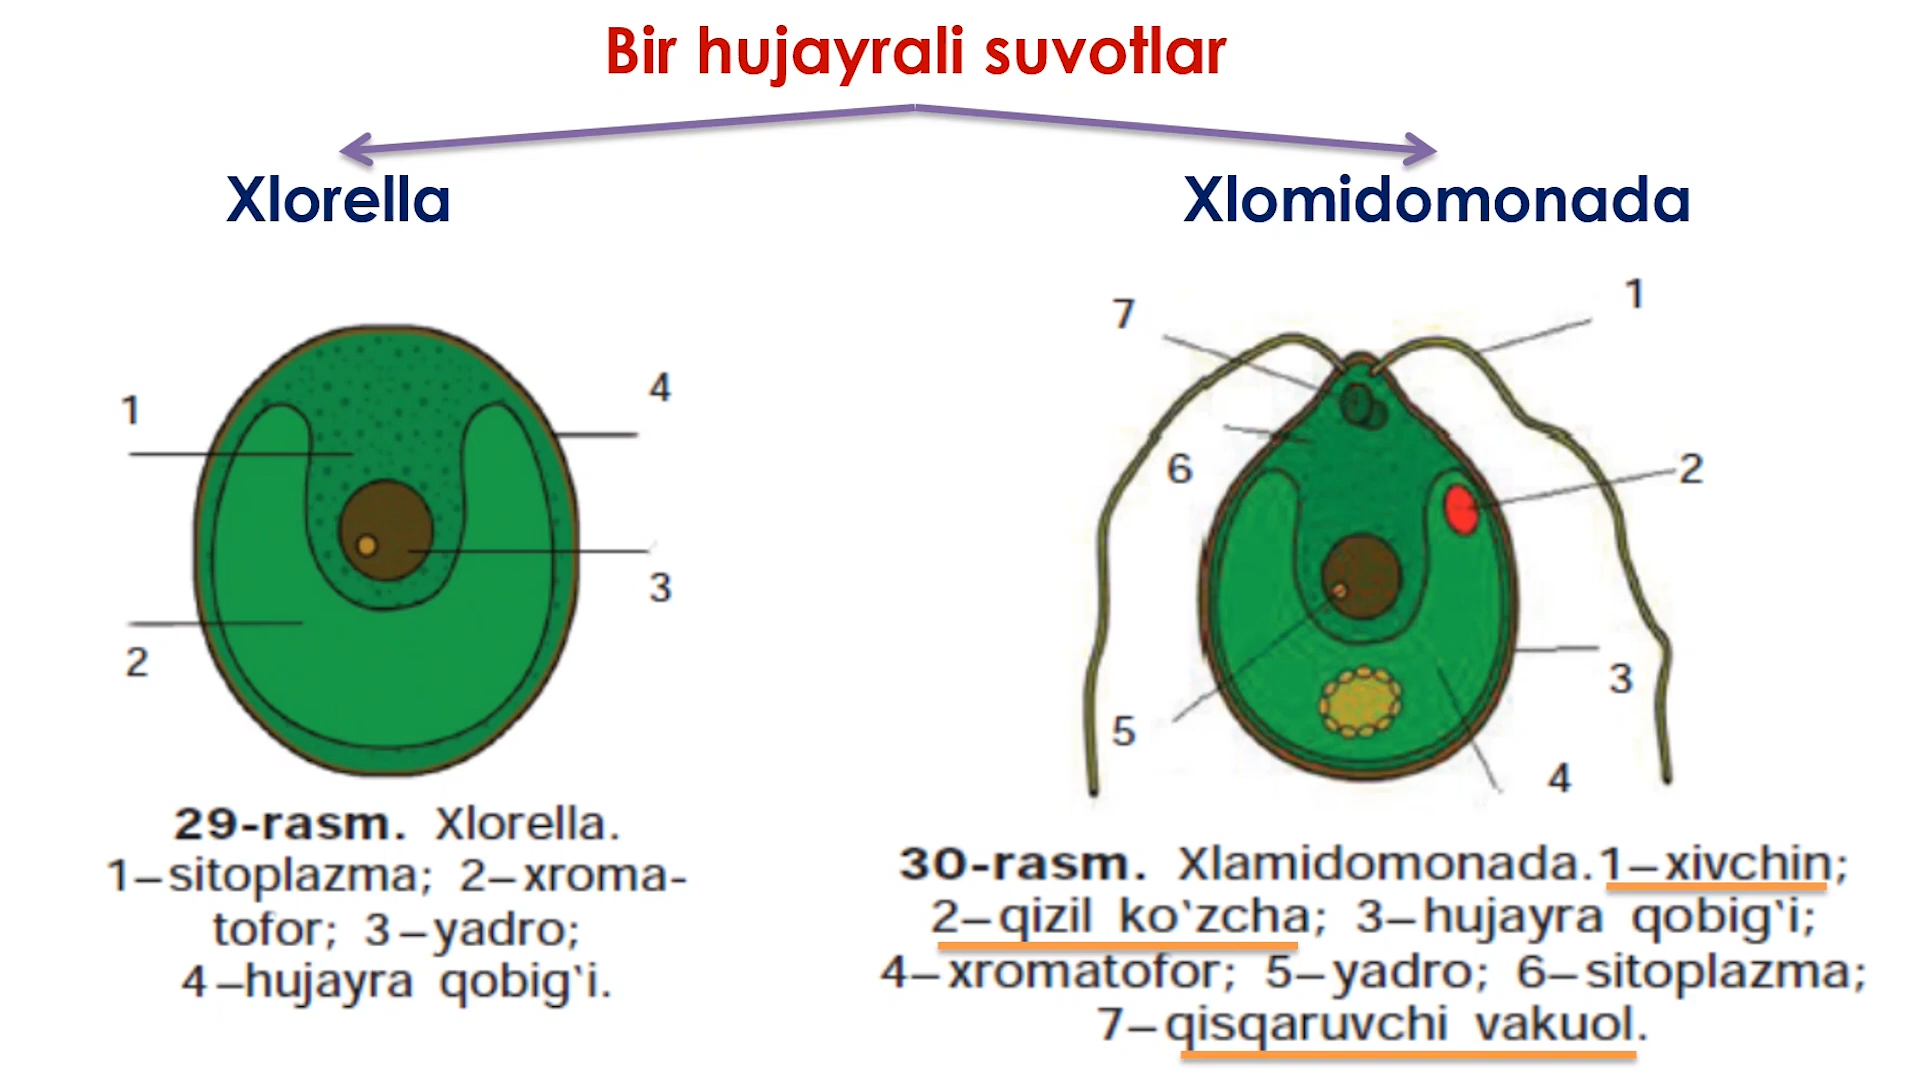 Bir hujayrali suvotlar
Xlorella
Xlomidomonada
1
4
3
2
7
1
6
2
5
3
4
29-rasm. Xlorella.
1–sitoplazma; 2–xroma-
tofor; 3–yadro;
4–hujayra qobig‘i.
30-rasm. Xlamidomonada. 1–xivchin;
2–qizil ko‘zcha; 3–hujayra qobig‘i;
4–xromatofor; 5–yadro; 6–sitoplazma;
7–qisqaruvchi vakuol.